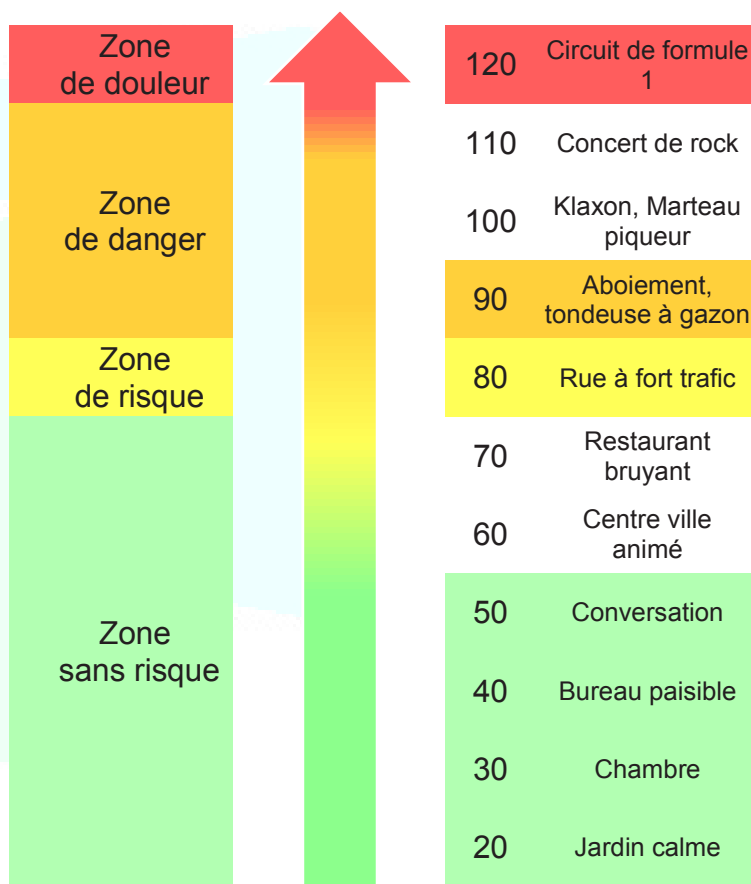 Zone
de douleur
Zone
de danger
Zone
de risque
Zone
sans risque
120
Circuit de formule
1
110
Concert de rock
100
Klaxon, Marteau
piqueur
90
Aboiement,
tondeuse à gazon
80
Rue à fort trafic
70
Restaurant
bruyant
60
Centre ville
animé
50
Conversation
40
Bureau paisible
30
Chambre
20
Jardin calme